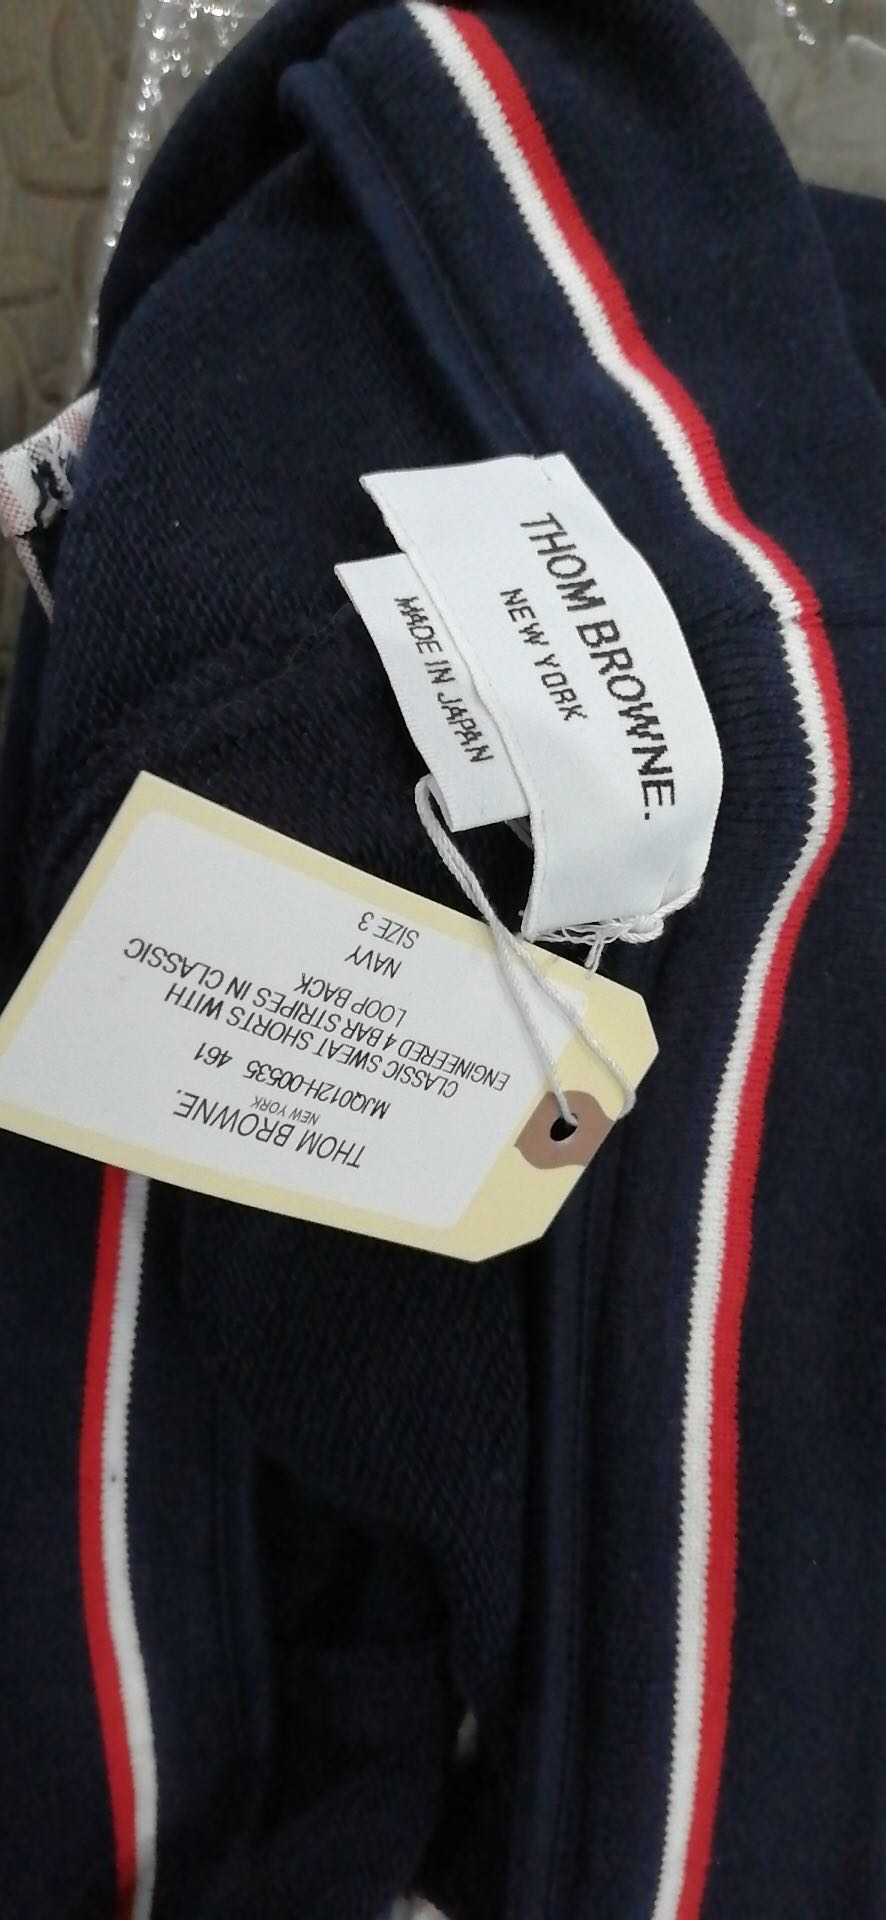 THOM BROWNE.
NEW YORK
MADE IN JAPAN
THOM BROWNE.
NEW YORK
MJQ012H-00535 461
CLASSIC SWEAT SHORTS WITH
ENGINEERED 4 BAR STRIPES IN CLASSIC
LOOP BACK
NAVY
SIZE 3